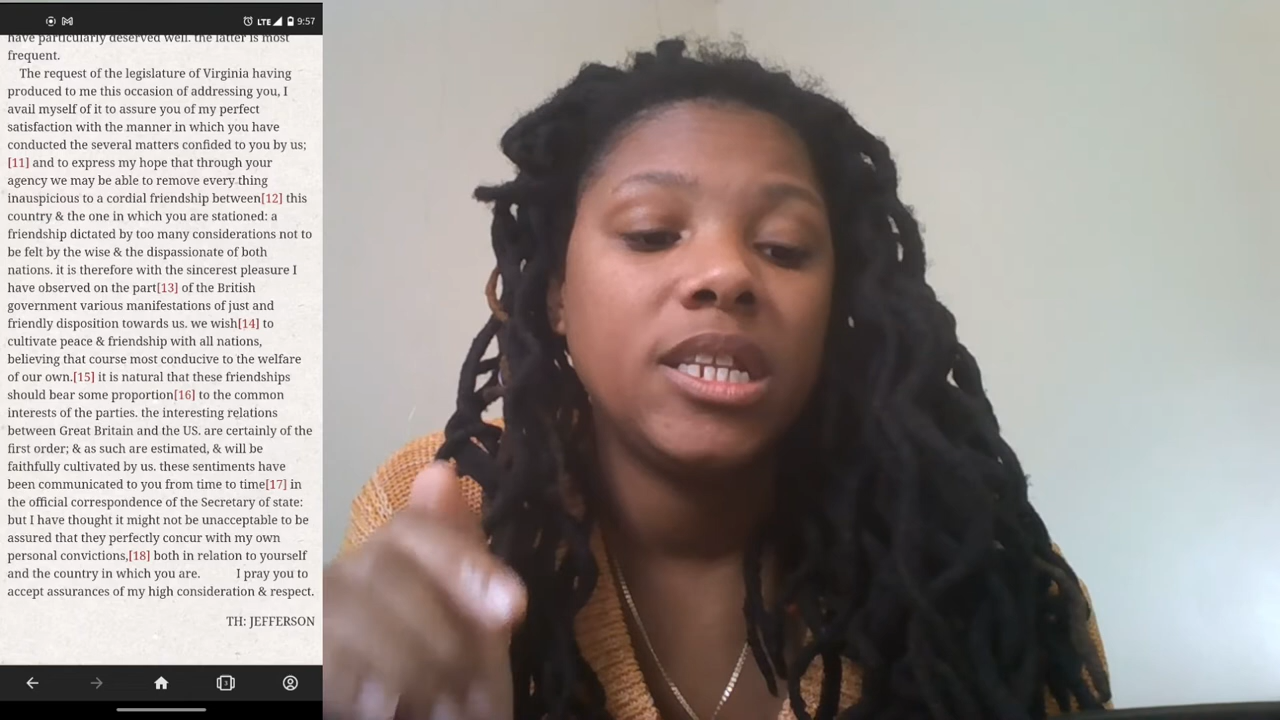 LTE 9:57
have particularly deserved well. the latter is most
frequent.
The request of the legislature of Virginia having
produced to me this occasion of addressing you, I
avail myself of it to assure you of my perfect
satisfaction with the manner in which you have
conducted the several matters confided to you by us;
[11] and to express my hope that through your
agency we may be able to remove every thing
inauspicious to a cordial friendship between[12] this
country & the one in which you are stationed: a
friendship dictated by too many considerations not to
be felt by the wise & the dispassionate of both
nations. it is therefore with the sincerest pleasure I
have observed on the part[13] of the British
government various manifestations of just and
friendly disposition towards us. we wish[14] to
cultivate peace & friendship with all nations,
believing that course most conducive to the welfare
of our own.[15] it is natural that these friendships
should bear some proportion[16] to the common
interests of the parties. the interesting relations
between Great Britain and the US. are certainly of the
first order; & as such are estimated, & will be
faithfully cultivated by us. these sentiments have
been communicated to you from time to time[17] in
the official correspondence of the Secretary of state:
but I have thought it might not be unacceptable to be
assured that they perfectly concur with my own
personal convictions,[18] both in relation to yourself
and the country in which you are. I pray you to
accept assurances of my high consideration & respect.
TH: JEFFERSON
3